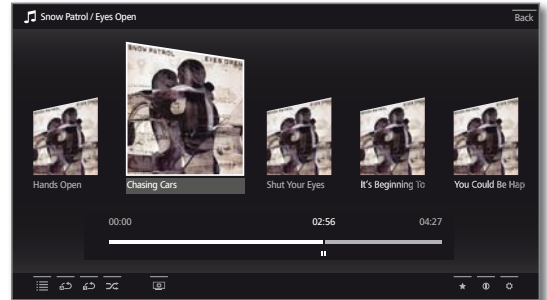 Snow Patrol / Eyes Open
Back
SNOW PATROL
EYES OPEN
Hands Open
Chasing Cars
Shut Your Eyes
It's Beginning To
You Could Be Hap
00:00
02:56
04:27